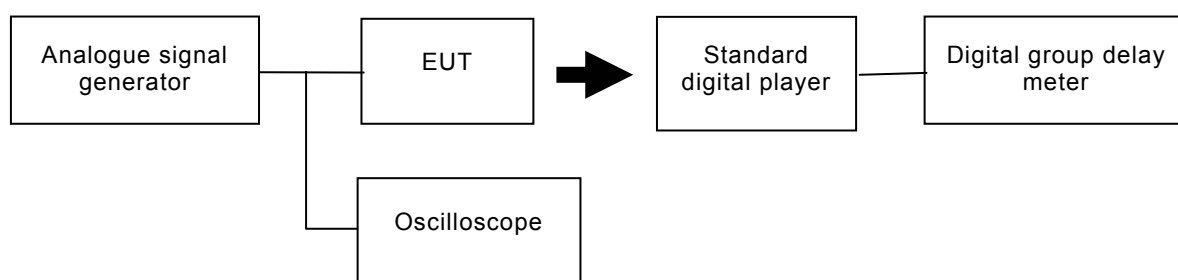 Analogue signal
generator
EUT
Standard
digital player
Digital group delay
meter
Oscilloscope